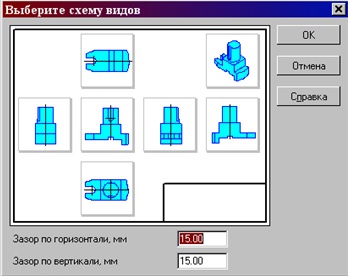 Выберите схему видов
OK
Отмена
Справка
Зазор по горизонтали, мм
15.00
Зазор по вертикали, мм
15.00